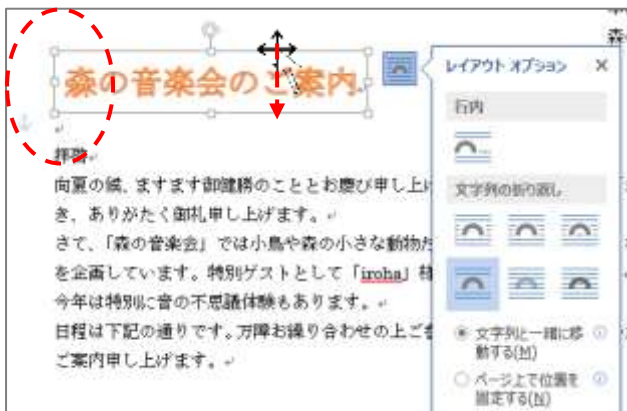 森の
森の音楽会のご案内
レイアウト オプション
行内
文字列の折り返し
拝啓
向夏の候、ますます御健勝のこととお慶び申し上げ
き、ありがたく御礼申し上げます。
さて、「森の音楽会」では小鳥や森の小さな動物た
を企画しています。特別ゲストとして「iroha」様
今年は特別に音の不思議体験もあります。
日程は下記の通りです。万障お繰り合わせの上ご
ご案内申し上げます。
文字列と一緒に移
動する(M)
ページ上で位置を
固定する(N)